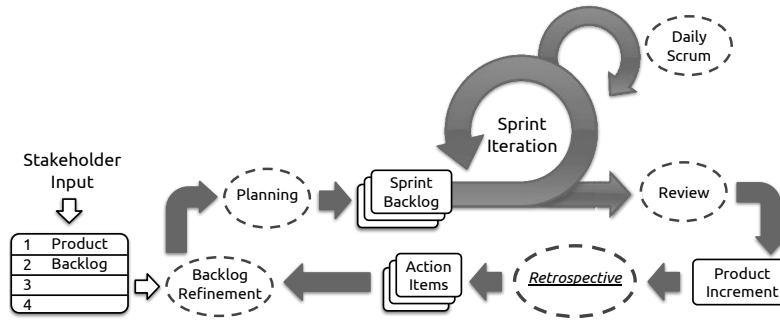 Daily
Scrum
Sprint
Iteration
Stakeholder
Input
Planning
Sprint
Backlog
Review
1 Product
2 Backlog
3
4
Backlog
Refinement
Action
Items
Retrospective
Product
Increment